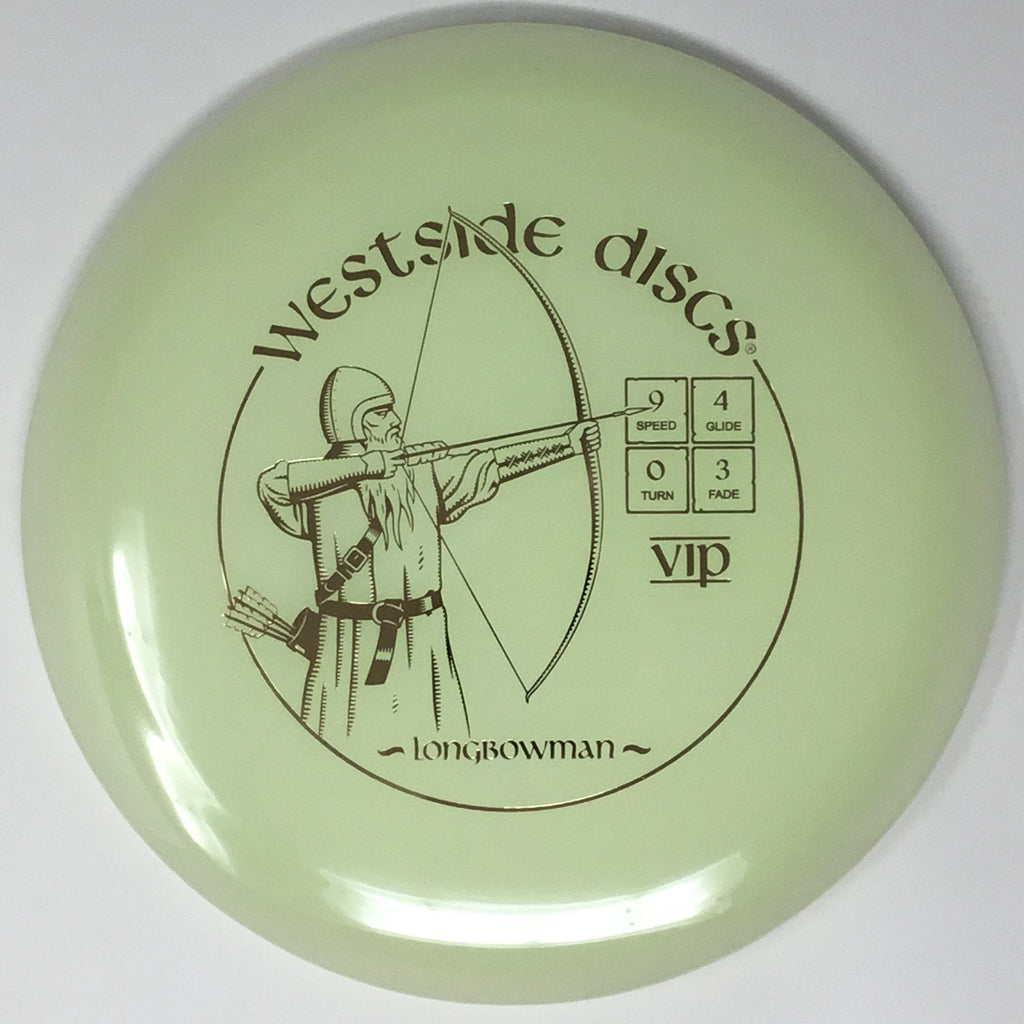 westside discs®
9 4
SPEED GLIDE
0 3
TURN FADE
VIP
~ LONGBOWMAN ~